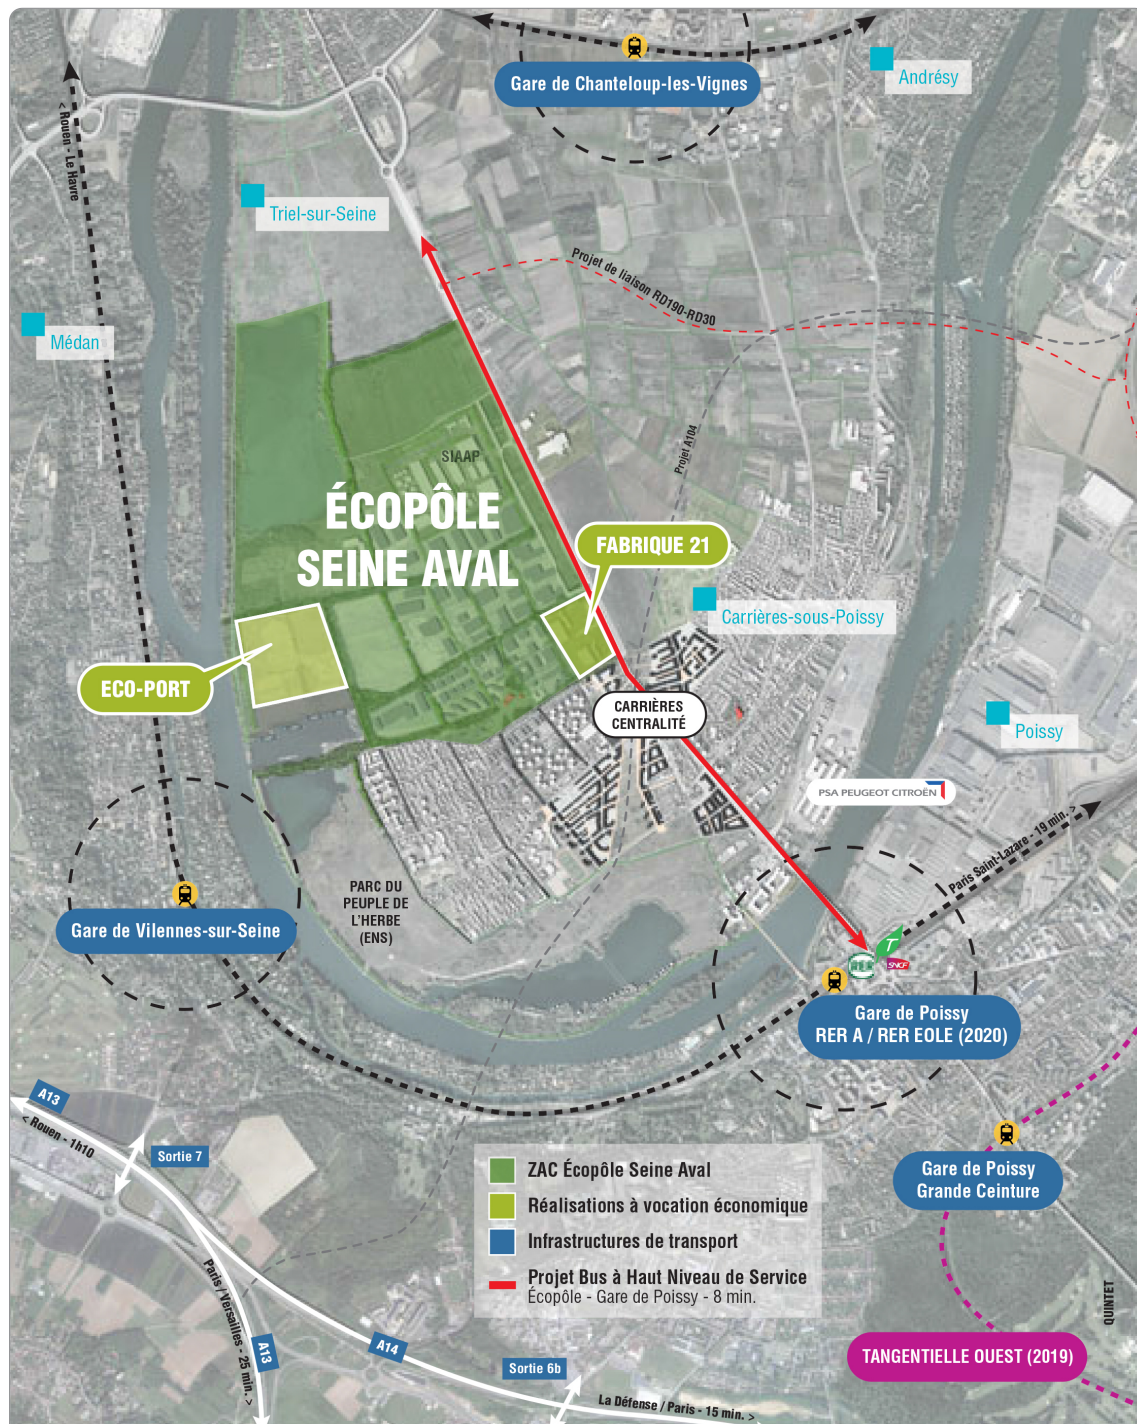 Gare de Chanteloup-les-Vignes
Andrésy
< Rouen - Le Havre
Triel-sur-Seine
Projet de liaison RD190-RD30
Médan
Projet A104
SIAAP
ÉCOPÔLE
SEINE AVAL
FABRIQUE 21
Carrières-sous-Poissy
ECO-PORT
CARRIÈRES
CENTRALITÉ
Poissy
PSA PEUGEOT CITROËN
Paris Saint-Lazare - 19 min. >
PARC DU
PEUPLE DE
L'HERBE
(ENS)
Gare de Vilennes-sur-Seine
T
RER
SNCF
Gare de Poissy
RER A / RER EOLE (2020)
A13
< Rouen - 1h10
Sortie 7
Gare de Poissy
Grande Ceinture
ZAC Écopôle Seine Aval
Réalisations à vocation économique
Infrastructures de transport
Projet Bus à Haut Niveau de Service
Écopôle - Gare de Poissy - 8 min.
Paris / Versailles - 25 min. >
A13
A14
QUINTET
TANGENTIELLE OUEST (2019)
Sortie 6b
La Défense / Paris - 15 min. >